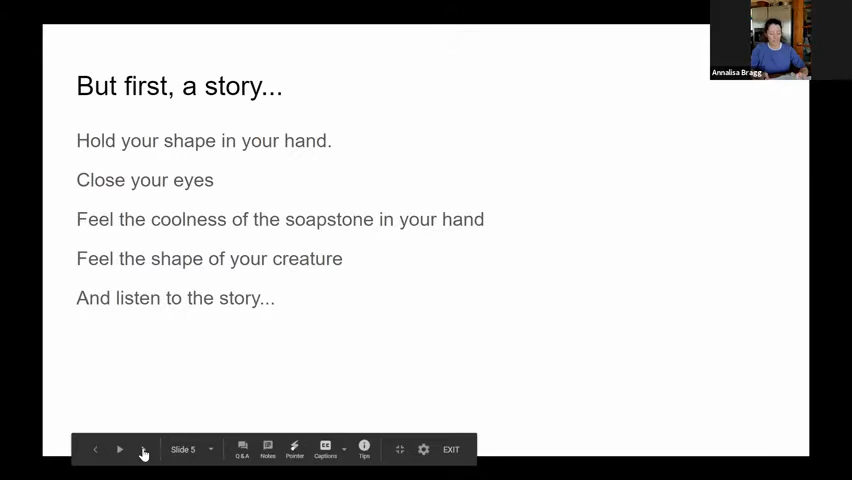 But first, a story...
Hold your shape in your hand.
Close your eyes
Feel the coolness of the soapstone in your hand
Feel the shape of your creature
And listen to the story...
Annalisa Bragg
Slide 5
Q&A
Notes
Pointer
CC
Captions
Tips
EXIT